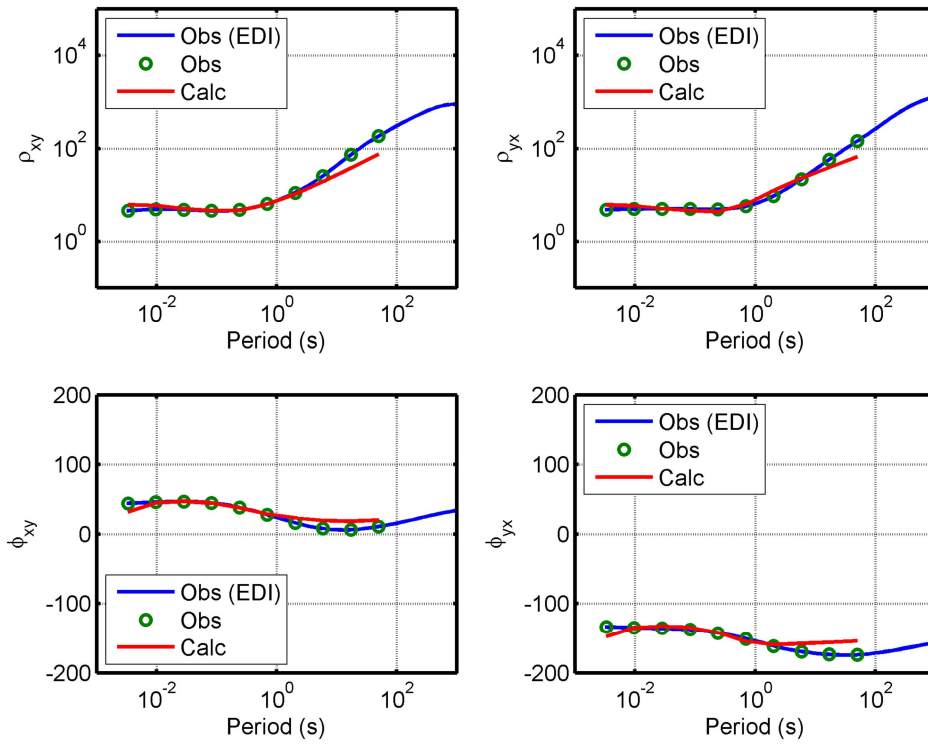 10^4
10^2
10^0
ρxy
Obs (EDI)
Obs
Calc
10^-2
10^0
10^2
Period (s)
10^4
10^2
10^0
ρyx
Obs (EDI)
Obs
Calc
10^-2
10^0
10^2
Period (s)
200
100
0
-100
-200
ϕxy
Obs (EDI)
Obs
Calc
10^-2
10^0
10^2
Period (s)
200
100
0
-100
-200
ϕyx
Obs (EDI)
Obs
Calc
10^-2
10^0
10^2
Period (s)